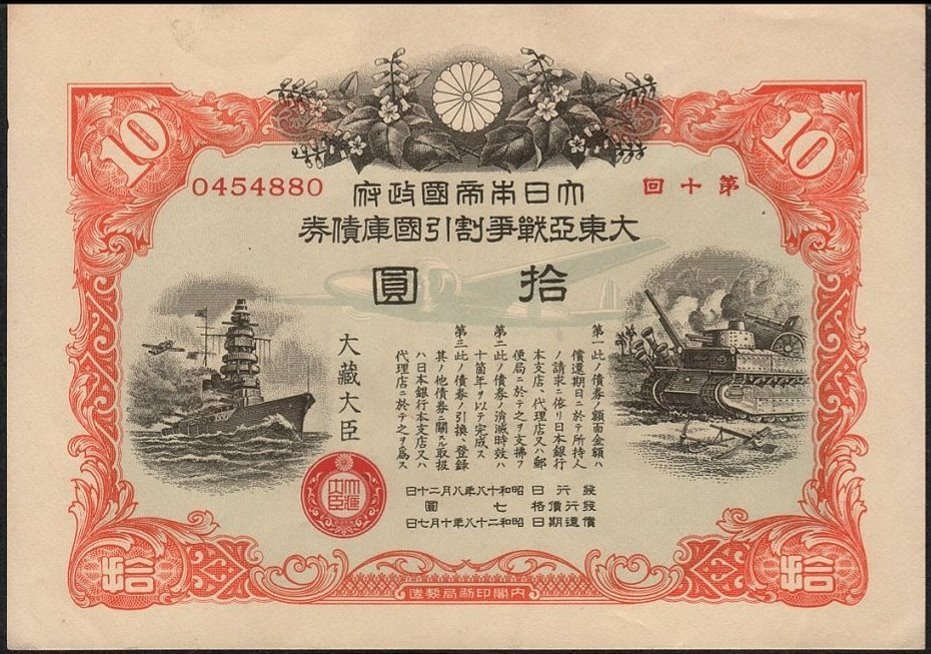 10
10
第十回
0454880
大日本帝國政府
大東亞戰爭割引國庫債券
拾圓
第一 此ノ債券ノ額面金額ハ
償還期日ニ於テ所持人
ノ請求ニ依リ日本銀行
本支店、代理店又ハ郵
便局ニ於テ之ヲ支拂フ
第二 此ノ債券ノ消滅時效ハ
十箇年ヲ以テ完成ス
第三 此ノ債券ノ引換、登錄
其ノ他債券ニ關スル取扱
ハ日本銀行本支店又ハ
代理店ニ於テ之ヲ爲ス
大藏大臣
大藏大臣
發行日 昭和十八年八月二十日
發行價格 七圓
償還期日 昭和二十八年十月七日
拾
拾
內閣印刷局製造